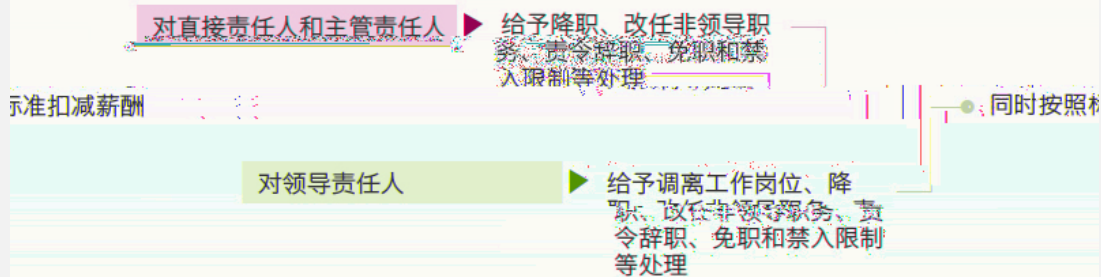 对直接责任人和主管责任人
给予降职、改任非领导职
务、责令辞职、免职和禁
入限制等处理
标准扣减薪酬
同时按照标
对领导责任人
给予调离工作岗位、降
职、改任非领导职务、责
令辞职、免职和禁入限制
等处理